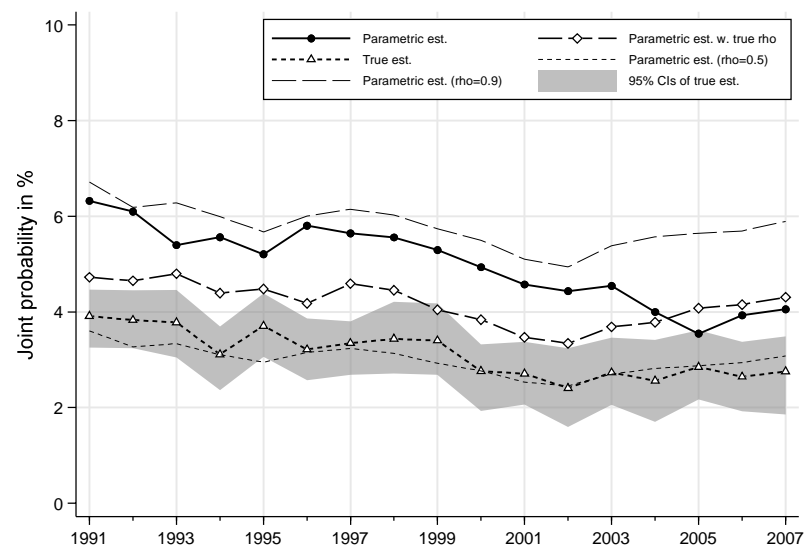 10
Parametric est.
Parametric est. w. true rho
True est.
Parametric est. (rho=0.5)
Parametric est. (rho=0.9)
95% CIs of true est.
8
6
4
2
0
Joint probability in %
1991 1993 1995 1997 1999 2001 2003 2005 2007